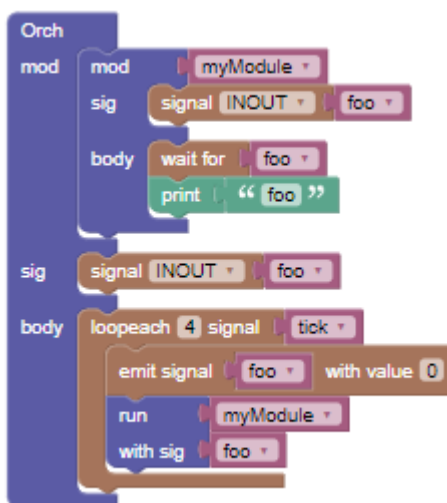 Orch
mod mod myModule
sig signal INOUT foo
body wait for foo
print “ foo ”
sig signal INOUT foo
body loopeach 4 signal tick
emit signal foo with value 0
run myModule
with sig foo